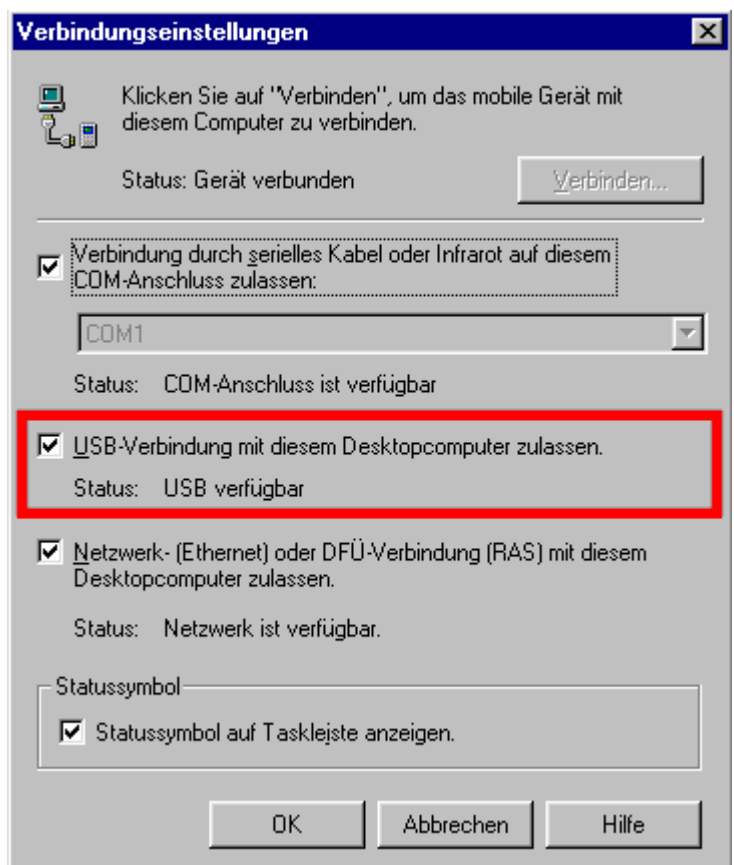 Verbindungseinstellungen
Klicken Sie auf "Verbinden", um das mobile Gerät mit
diesem Computer zu verbinden.
Status: Gerät verbunden
Verbinden...
Verbindung durch serielles Kabel oder Infrarot auf diesem
COM-Anschluss zulassen:
COM1
Status: COM-Anschluss ist verfügbar
USB-Verbindung mit diesem Desktopcomputer zulassen.
Status: USB verfügbar
Netzwerk- (Ethernet) oder DFÜ-Verbindung (RAS) mit diesem
Desktopcomputer zulassen.
Status: Netzwerk ist verfügbar.
Statussymbol
Statussymbol auf Taskleiste anzeigen.
OK Abbrechen Hilfe